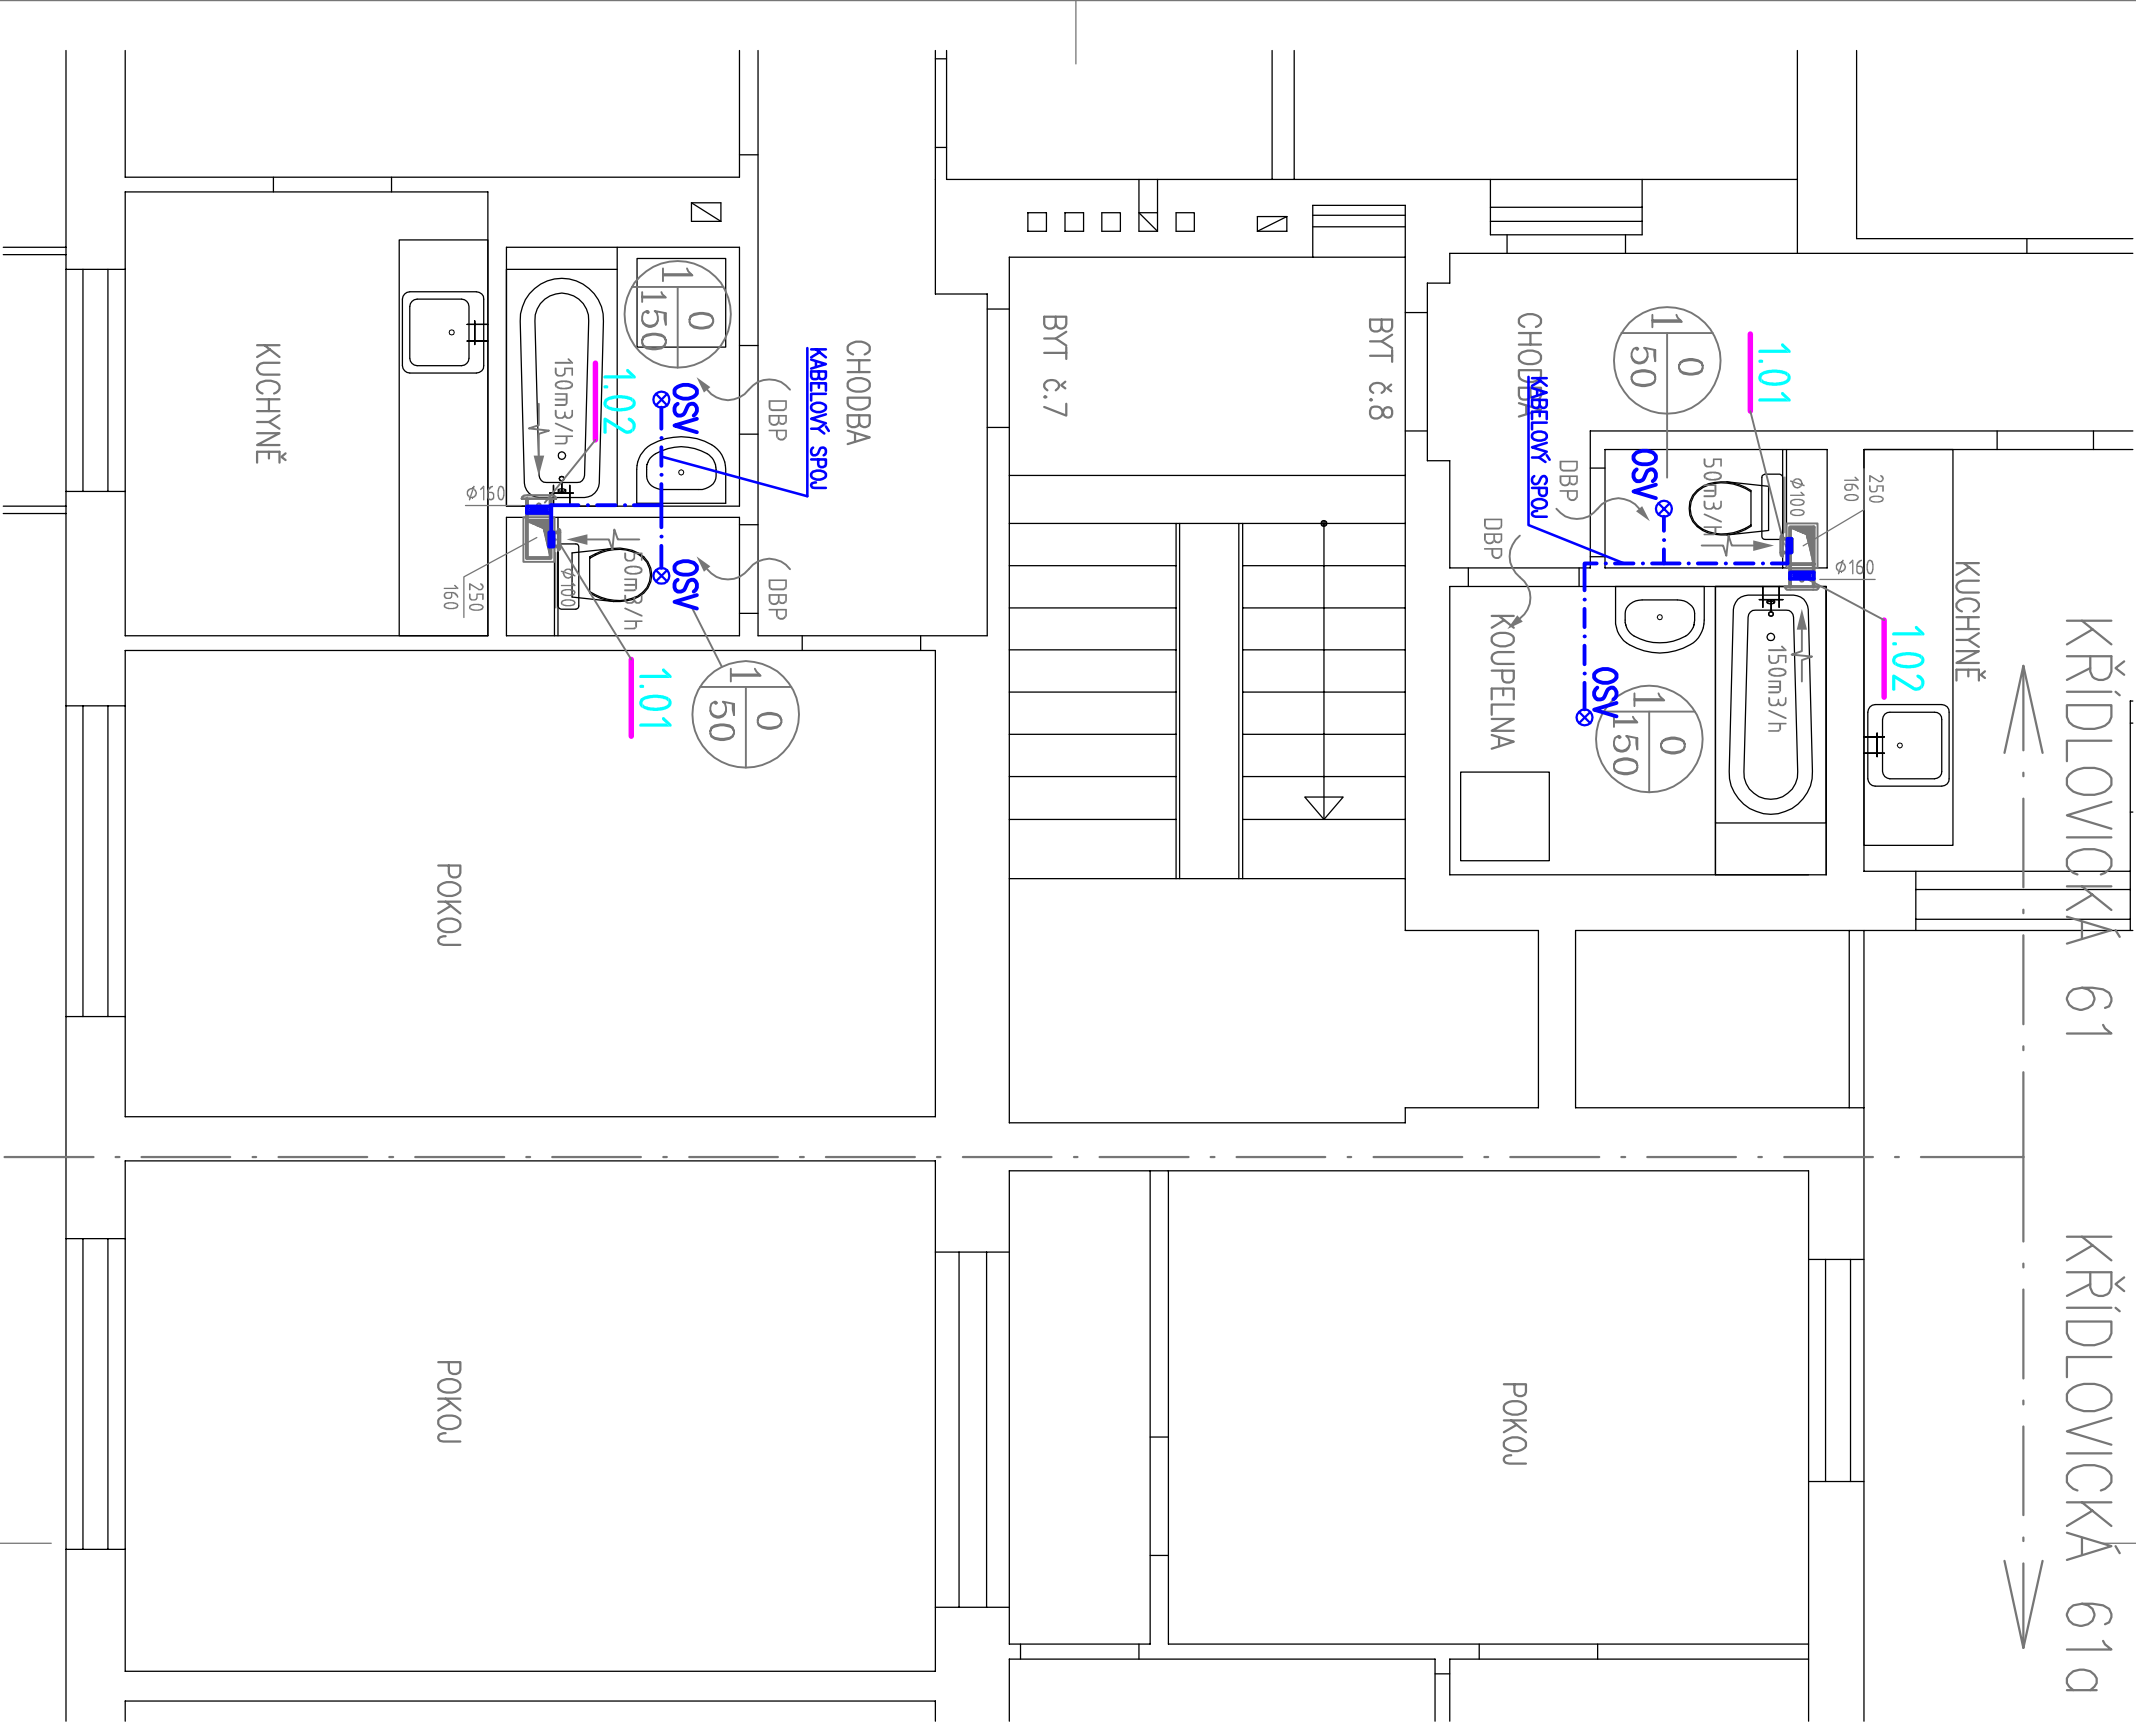 KŘÍDLOVICKÁ 61
KŘÍDLOVICKÁ 61a
KUCHYNĚ
1.02
250
160
ø160
ø100
1.01
150m3/h
50m3/h
1
0
50
OSV
1
0
150
OSV
DBP
KABELOVÝ SPOJ
CHODBA
KOUPELNA
DBP
POKOJ
BYT č.8
BYT č.7
CHODBA
KABELOVÝ SPOJ
DBP
DBP
1
0
150
OSV
OSV
1
0
50
1.02
1.01
50m3/h
150m3/h
ø100
ø160
250
160
KUCHYNĚ
POKOJ
POKOJ